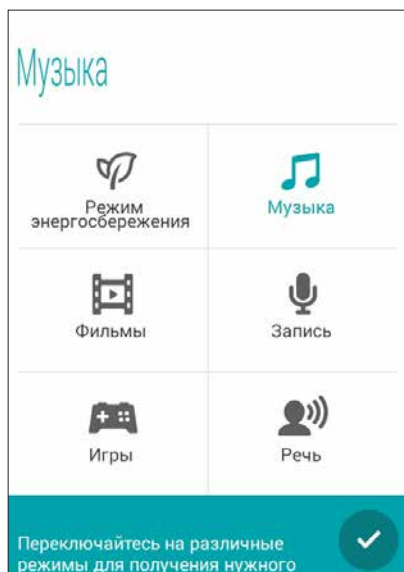 Музыка
Режим
энергосбережения
Музыка
Фильмы
Запись
Игры
Речь
Переключайтесь на различные
режимы для получения нужного